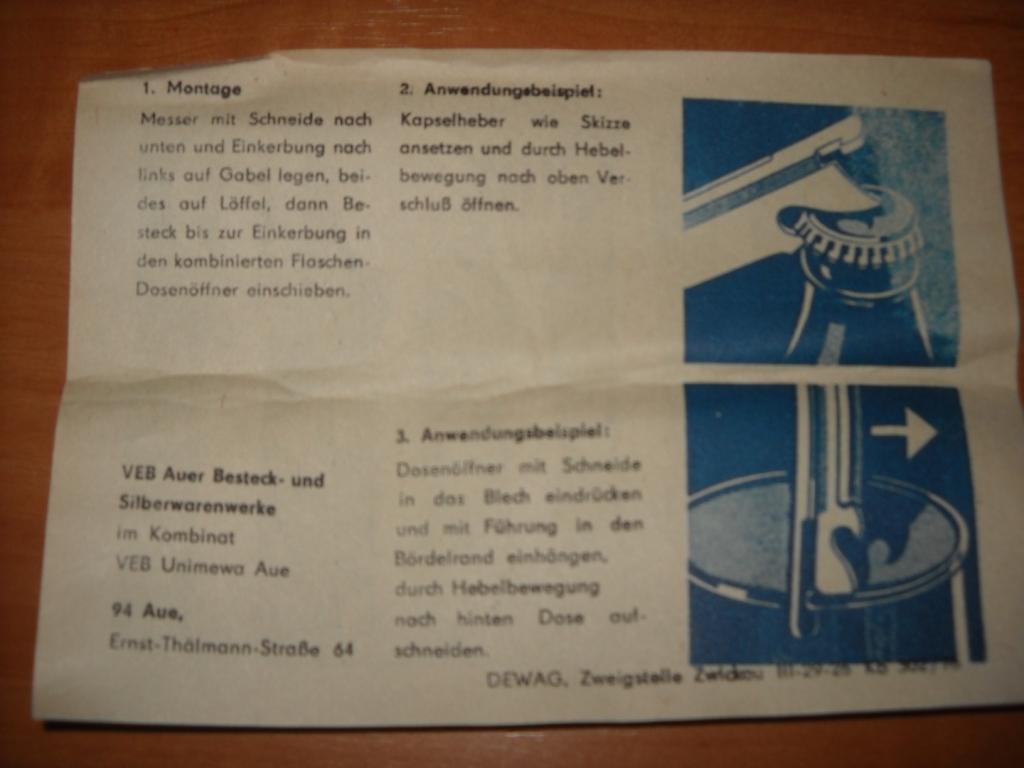 1. Montage
Messer mit Schneide nach
unten und Einkerbung nach
links auf Gabel legen, bei-
des auf Löffel, dann Be-
steck bis zur Einkerbung in
den kombinierten Flaschen-
Dosenöffner einschieben.
2. Anwendungsbeispiel:
Kapselheber wie Skizze
ansetzen und durch Hebel-
bewegung nach oben Ver-
schluß öffnen.
3. Anwendungsbeispiel:
Dosenöffner mit Schneide
in das Blech eindrücken
und mit Führung in den
Bördelrand einhängen,
durch Hebelbewegung
nach hinten Dose auf-
schneiden.
VEB Auer Besteck- und
Silberwarenwerke
im Kombinat
VEB Unimewa Aue
94 Aue,
Ernst-Thälmann-Straße 64
DEWAG, Zweigstelle Zwickau III-29-28